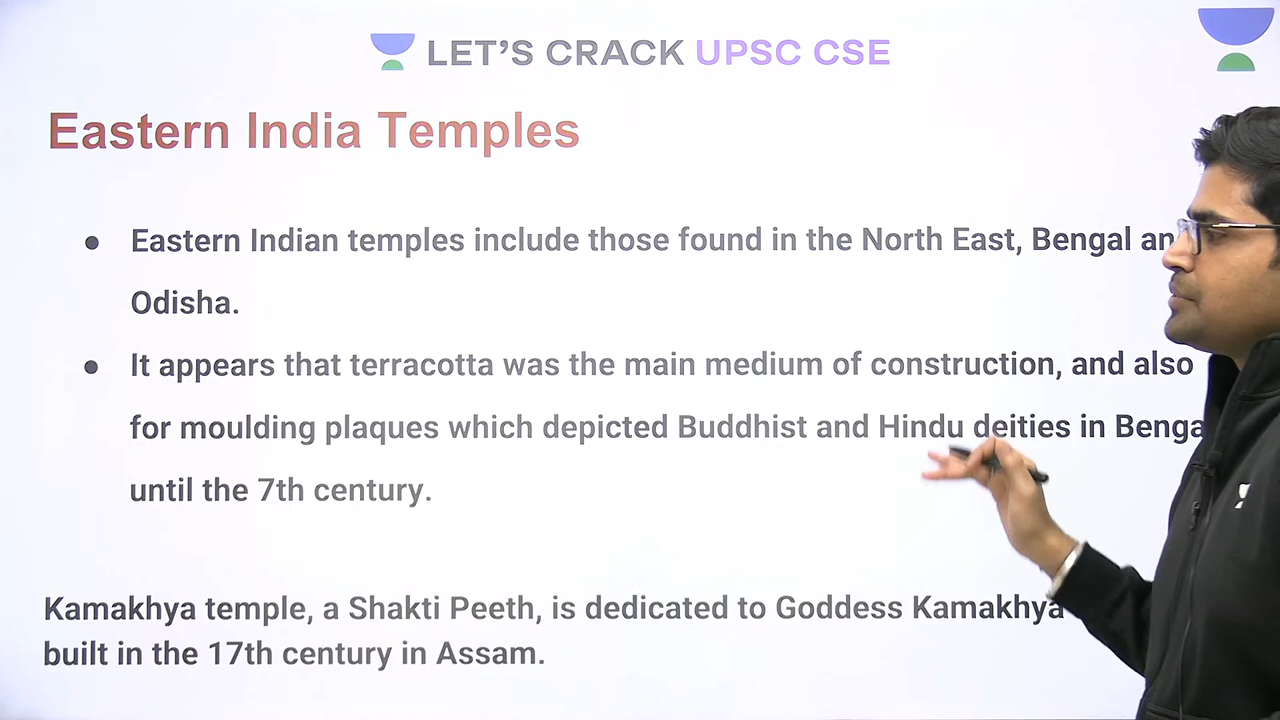 LET'S CRACK UPSC CSE
Eastern India Temples
● Eastern Indian temples include those found in the North East, Bengal an
Odisha.
● It appears that terracotta was the main medium of construction, and also
for moulding plaques which depicted Buddhist and Hindu deities in Benga
until the 7th century.
Kamakhya temple, a Shakti Peeth, is dedicated to Goddess Kamakhya
built in the 17th century in Assam.